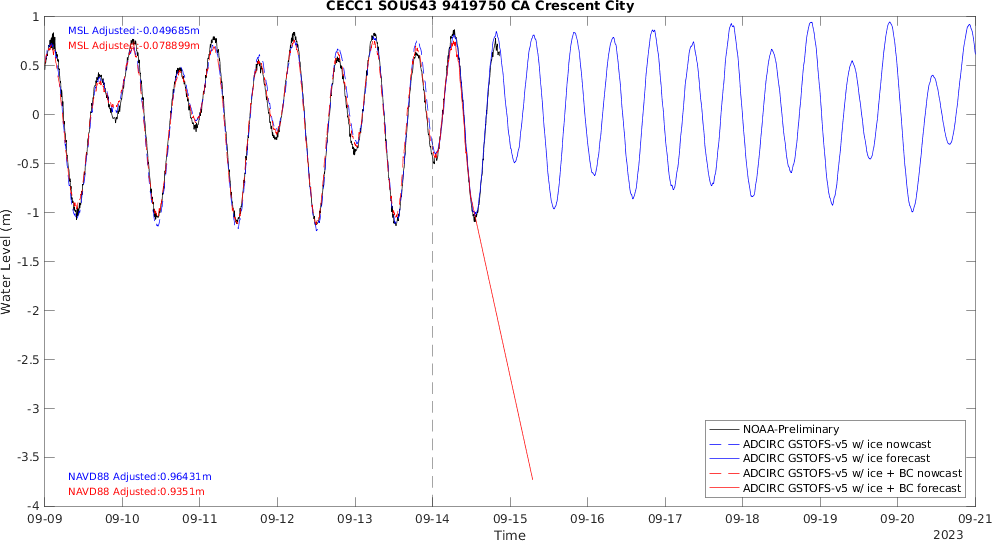 CECC1 SOUS43 9419750 CA Crescent City
MSL Adjusted:-0.049685m
MSL Adjusted:-0.078899m
1
0.5
0
-0.5
-1
-1.5
-2
-2.5
-3
-3.5
-4
Water Level (m)
NAVD88 Adjusted:0.96431m
NAVD88 Adjusted:0.9351m
NOAA-Preliminary
ADCIRC GSTOFS-v5 w/ ice nowcast
ADCIRC GSTOFS-v5 w/ ice forecast
ADCIRC GSTOFS-v5 w/ ice + BC nowcast
ADCIRC GSTOFS-v5 w/ ice + BC forecast
09-09 09-10 09-11 09-12 09-13 09-14 09-15 09-16 09-17 09-18 09-19 09-20 09-21
Time
2023